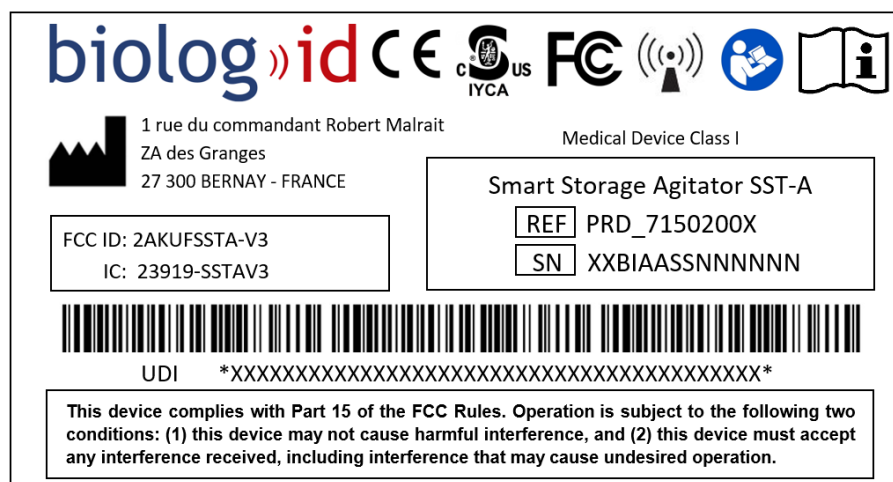 biolog id CE C S® US IYCA FC i
1 rue du commandant Robert Malrait
ZA des Granges
27 300 BERNAY - FRANCE
Medical Device Class I
Smart Storage Agitator SST-A
REF PRD_7150200X
SN XXBIAASSNNNNNN
FCC ID: 2AKUFSSTA-V3
IC: 23919-SSTAV3
UDI *XXXXXXXXXXXXXXXXXXXXXXXXXXXXXXXXXXXXXXXXX*
This device complies with Part 15 of the FCC Rules. Operation is subject to the following two
conditions: (1) this device may not cause harmful interference, and (2) this device must accept
any interference received, including interference that may cause undesired operation.